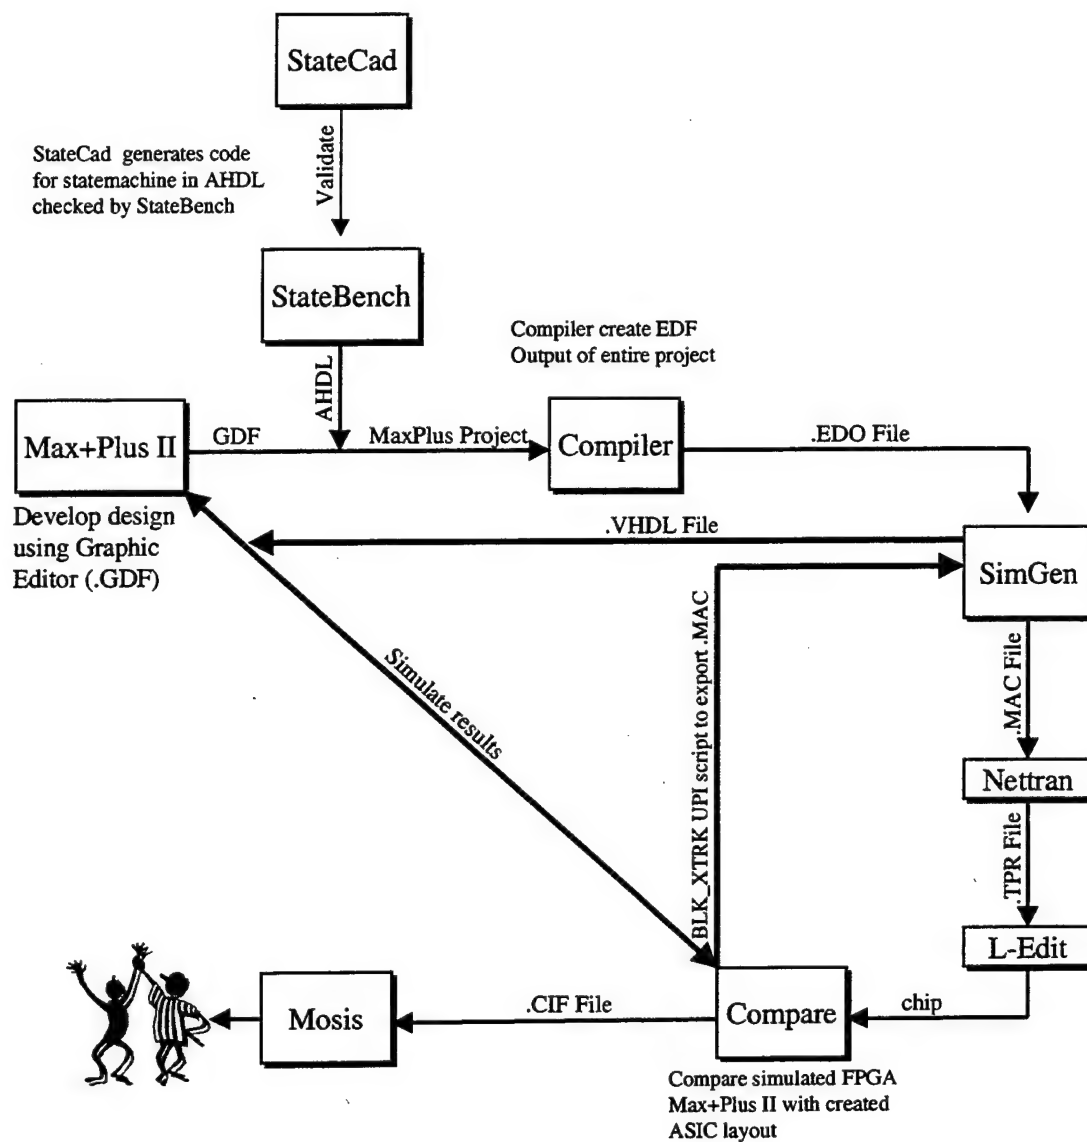 StateCad
Validate
StateCad generates code
for statemachine in AHDL
checked by StateBench
StateBench
AHDL
Compiler create EDF
Output of entire project
Max+Plus II
GDF
MaxPlus Project
Compiler
.EDO File
Develop design
using Graphic
Editor (.GDF)
.VHDL File
SimGen
Simulate results
BLK_XTRK UPI script to export .MAC
.MAC File
Nettran
.TPR File
L-Edit
chip
Compare
.CIF File
Mosis
Compare simulated FPGA
Max+Plus II with created
ASIC layout